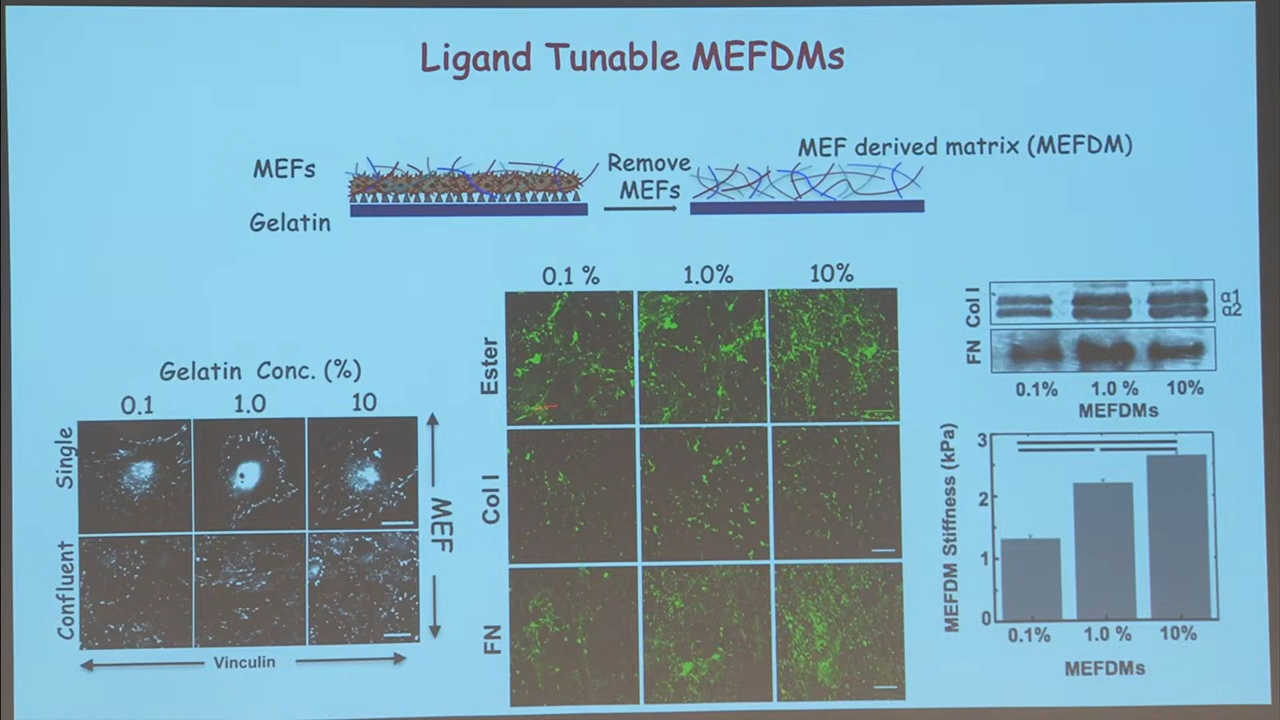 Ligand Tunable MEFDMs
MEFs
Gelatin
Remove
MEFs
MEF derived matrix (MEFDM)
Gelatin Conc. (%)
0.1 1.0 10
Single
Confluent
MEF
Vinculin
0.1 % 1.0% 10%
Ester
Col I
FN
Col I
α1
α2
FN
0.1% 1.0 % 10%
MEFDMs
MEFDM Stiffness (kPa)
3
2
1
0
0.1% 1.0 % 10%
MEFDMs